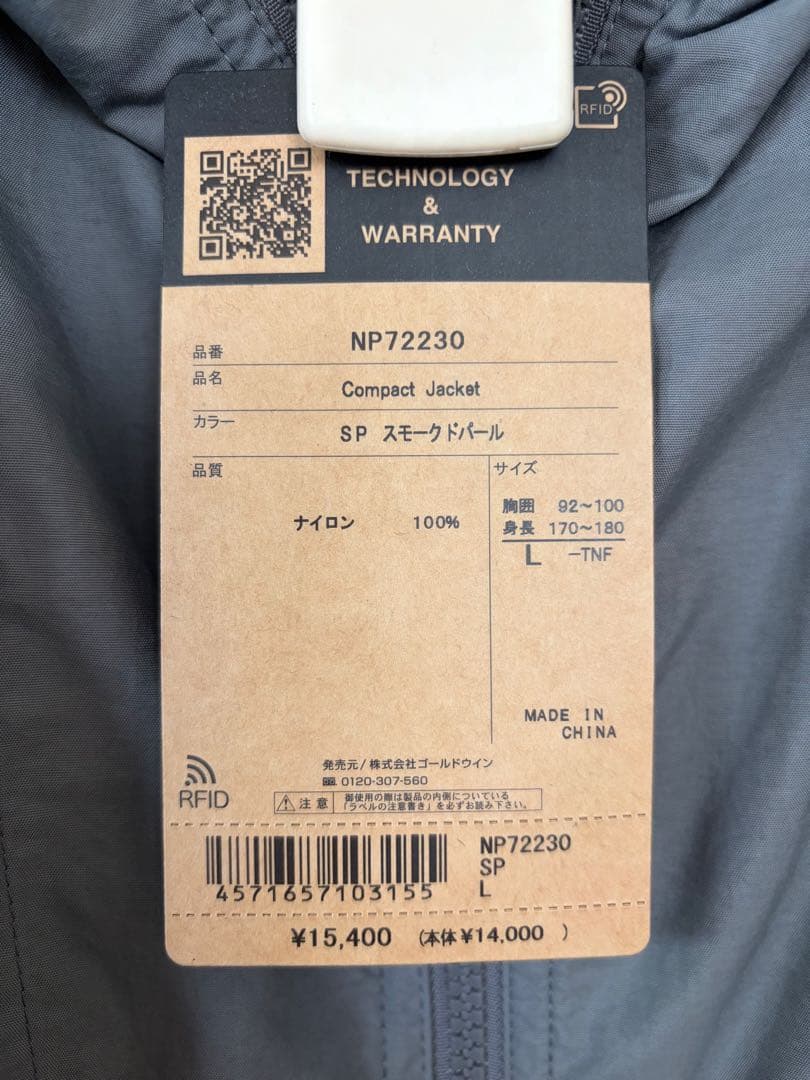 RFID
TECHNOLOGY
&
WARRANTY
品番 NP72230
品名 Compact Jacket
カラー SP スモークドパール
品質
ナイロン 100%
サイズ
胸囲 92～100
身長 170～180
L -TNF
MADE IN
CHINA
RFID
発売元/株式会社ゴールドウイン
0120-307-560
注意
御使用の際は製品の内側についている
「ラベルの注意書き」を必ずお読み下さい。
4571657103155
NP72230
SP
L
¥15,400 (本体¥14,000 )